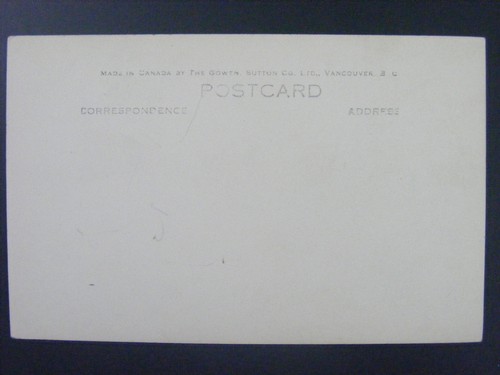 MADE IN CANADA BY THE GOWEN, SUTTON CO. LTD., VANCOUVER, B.C.
POSTCARD
CORRESPONDENCE
ADDRESS